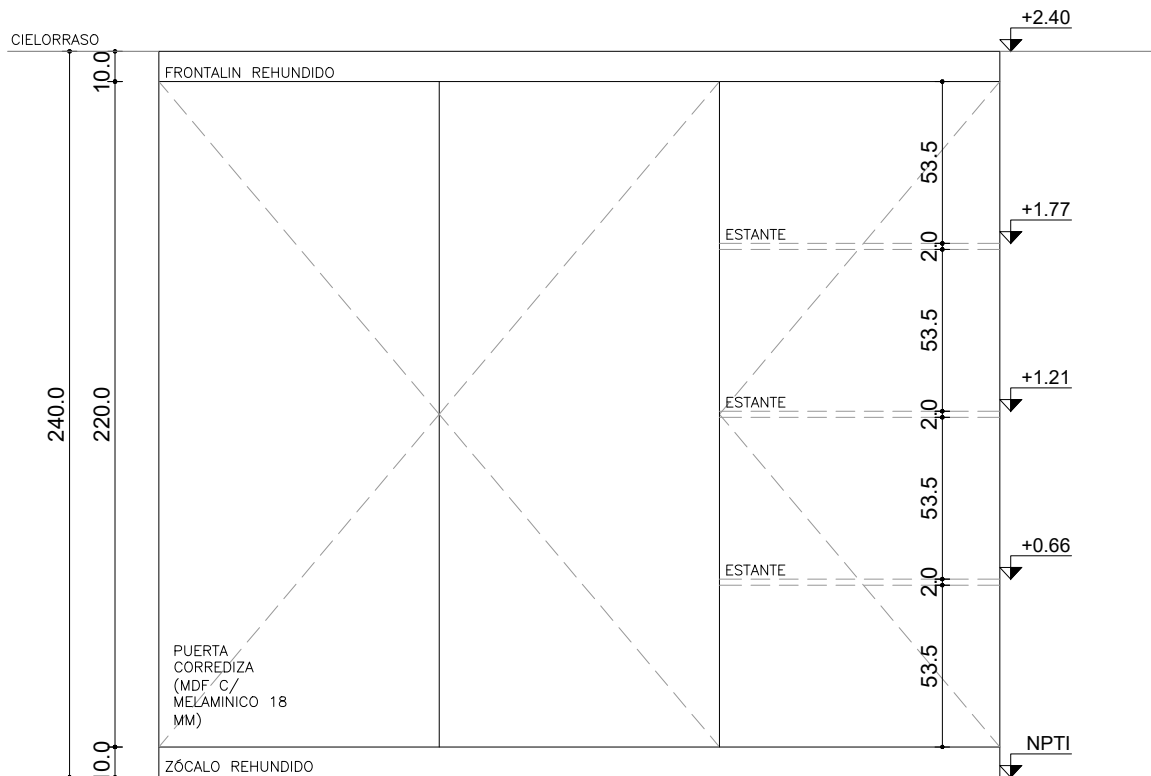 +2.40
CIELORRASO
10.0
FRONTALIN REHUNDIDO
53.5
+1.77
ESTANTE
2.0
53.5
240.0
220.0
+1.21
ESTANTE
2.0
53.5
+0.66
ESTANTE
2.0
53.5
PUERTA
CORREDIZA
(MDF C/
MELAMINICO 18
MM)
10.0
NPTI
ZÓCALO REHUNDIDO